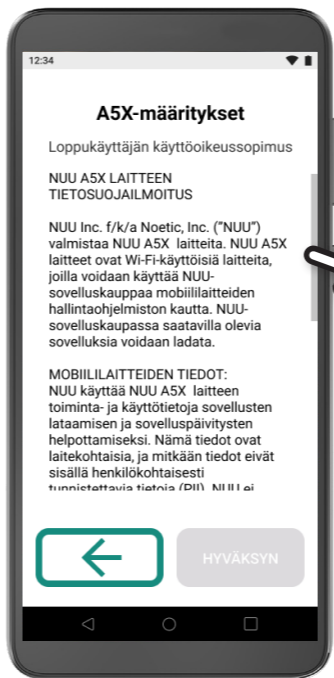 12:34
A5X-määritykset
Loppukäyttäjän käyttöoikeussopimus
NUU A5X LAITTEEN
TIETOSUOJAILMOITUS
NUU Inc. f/k/a Noetic, Inc. (”NUU”)
valmistaa NUU A5X laitteita. NUU A5X
laitteet ovat Wi-Fi-käyttöisiä laitteita,
joilla voidaan käyttää NUU-
sovelluskauppaa mobiililaitteiden
hallintaohjelmiston kautta. NUU-
sovelluskaupassa saatavilla olevia
sovelluksia voidaan ladata.
MOBIILILAITTEIDEN TIEDOT:
NUU käyttää NUU A5X laitteen
toiminta- ja käyttötietoja sovellusten
lataamisen ja sovelluspäivitysten
helpottamiseksi. Nämä tiedot ovat
laitekohtaisia, ja mitkään tiedot eivät
sisällä henkilökohtaisesti
tunnistettavia tietoja (PII). NUU ei
HYVÄKSYN